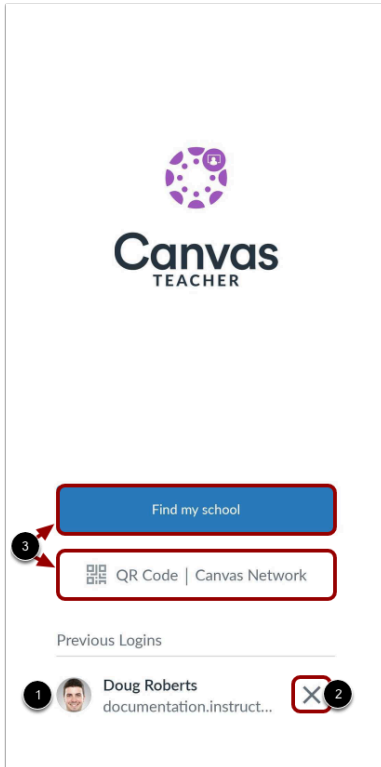 Canvas
TEACHER
Find my school
3
QR Code | Canvas Network
Previous Logins
1
Doug Roberts
2
documentation.instruct...